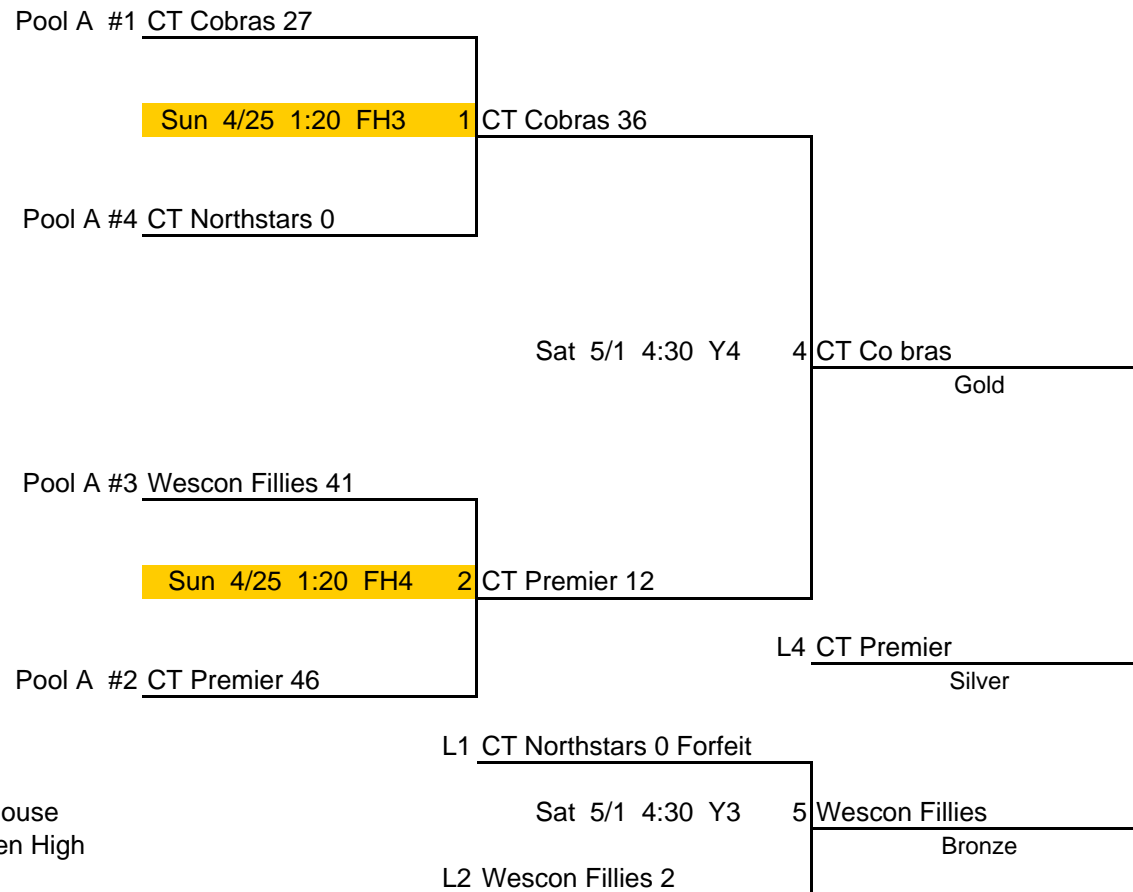 Pool A #1 CT Cobras 27
Sun 4/25 1:20 FH3 1 CT Cobras 36
Pool A #4 CT Northstars 0
Sat 5/1 4:30 Y4 4 CT Co bras
Gold
Pool A #3 Wescon Fillies 41
Sun 4/25 1:20 FH4 2 CT Premier 12
L4 CT Premier
Pool A #2 CT Premier 46
Silver
L1 CT Northstars 0 Forfeit
ouse
Sat 5/1 4:30 Y3 5 Wescon Fillies
en High
Bronze
L2 Wescon Fillies 2